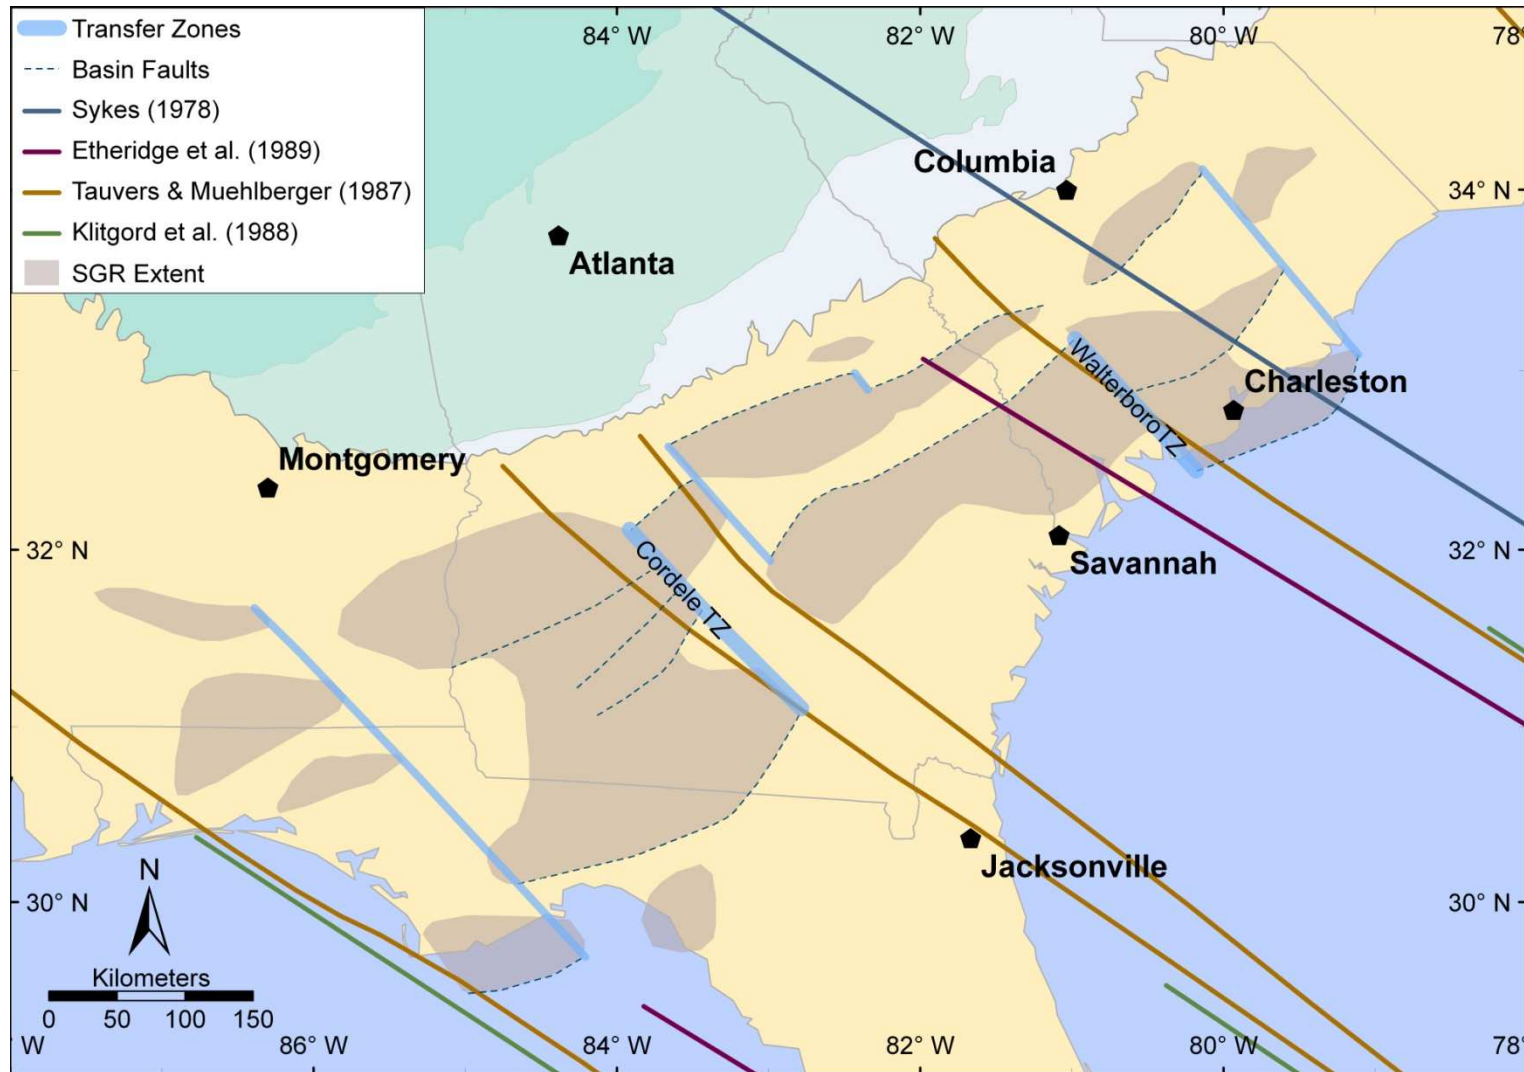 Transfer Zones
Basin Faults
Sykes (1978)
Etheridge et al. (1989)
Tauvers & Muehlberger (1987)
Klitgord et al. (1988)
SGR Extent
84° W
82° W
80° W
78°
Columbia
34° N
Atlanta
Charleston
Walterboro TZ
Montgomery
32° N
32° N
Cordele TZ
Savannah
Jacksonville
30° N
30° N
N
Kilometers
0 50 100 150
W
86° W
84° W
82° W
80° W
78°